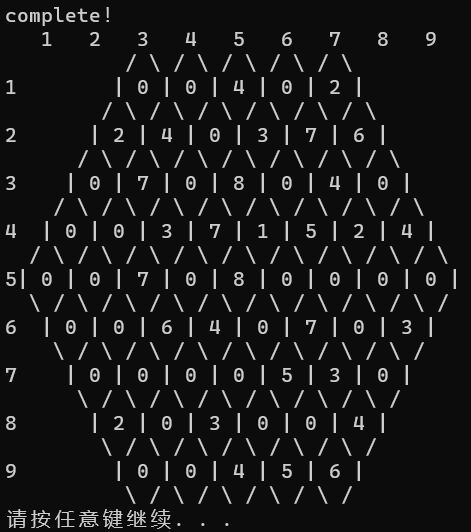 complete!
   1   2   3   4   5   6   7   8   9
          / \ / \ / \ / \ / \
1        | 0 | 0 | 4 | 0 | 2 |
        / \ / \ / \ / \ / \ / \
2      | 2 | 4 | 0 | 3 | 7 | 6 |
      / \ / \ / \ / \ / \ / \ / \
3    | 0 | 7 | 0 | 8 | 0 | 4 | 0 |
    / \ / \ / \ / \ / \ / \ / \ / \
4  | 0 | 0 | 3 | 7 | 1 | 5 | 2 | 4 |
  / \ / \ / \ / \ / \ / \ / \ / \ / \
5| 0 | 0 | 7 | 0 | 8 | 0 | 0 | 0 | 0 |
  \ / \ / \ / \ / \ / \ / \ / \ / \ /
6  | 0 | 0 | 6 | 4 | 0 | 7 | 0 | 3 |
    \ / \ / \ / \ / \ / \ / \ / \ /
7    | 0 | 0 | 0 | 0 | 5 | 3 | 0 |
      \ / \ / \ / \ / \ / \ / \ /
8      | 2 | 0 | 3 | 0 | 0 | 4 |
        \ / \ / \ / \ / \ / \ /
9        | 0 | 0 | 4 | 5 | 6 |
          \ / \ / \ / \ / \ /
请按任意键继续. . .